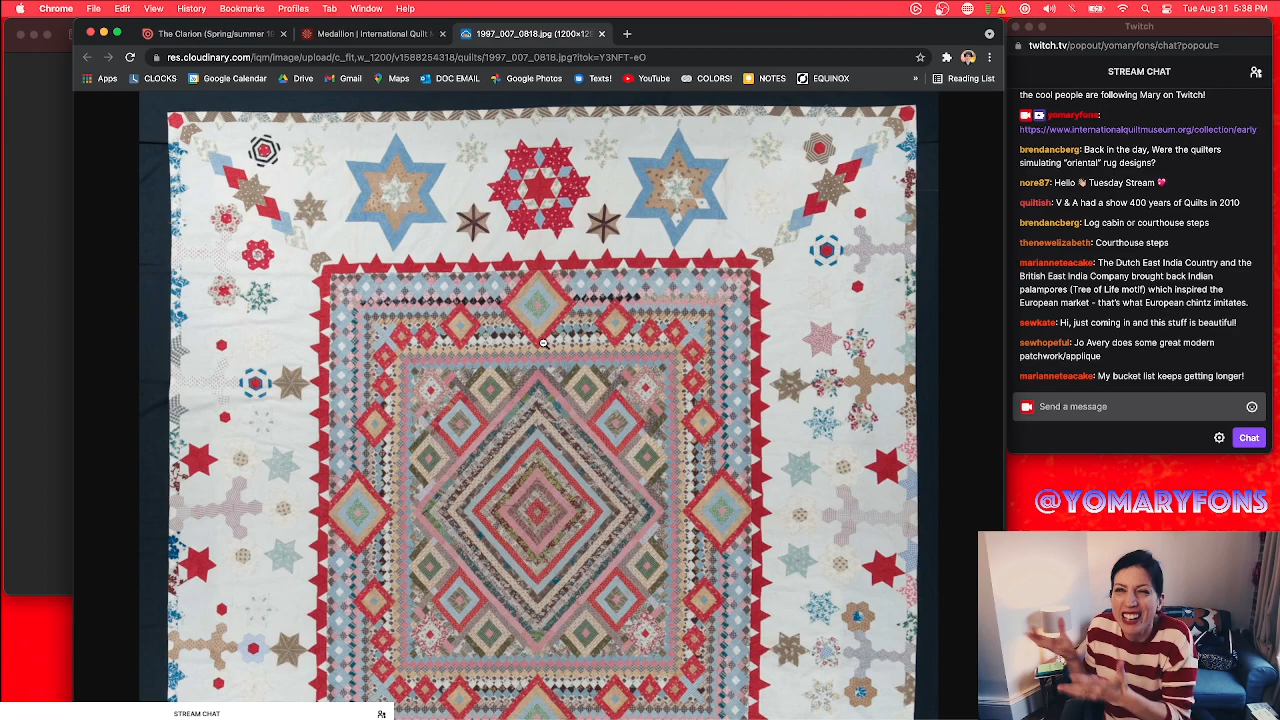 Chrome File Edit View History Bookmarks Profiles Tab Window Help Tue Aug 31 5:38 PM
The Clarion (Spring/summer 19 Medallion | International Quilt M 1997_007_0818.jpg (1200×128
res.cloudinary.com/iqm/image/upload/c_fit,w_1200/v1588254318/quilts/1997_007_0818.jpg?itok=Y3NFT-eO
Apps CLOCKS Google Calendar Drive Gmail Maps DOC EMAIL Google Photos Texts! YouTube COLORS! NOTES EQUINOX » Reading List
Twitch
twitch.tv/popout/yomaryfons/chat?popout=
STREAM CHAT
the cool people are following Mary on Twitch!
yomaryfons:
https://www.internationalquiltmuseum.org/collection/early
brendancberg: Back in the day, Were the quilters
simulating “oriental” rug designs?
nore87: Hello 👋🏼 Tuesday Stream 💖
quiltish: V & A had a show 400 years of Quilts in 2010
brendancberg: Log cabin or courthouse steps
thenewelizabeth: Courthouse steps
marianneteacake: The Dutch East India Country and the
British East India Company brought back Indian
palampores (Tree of Life motif) which inspired the
European market - that's what European chintz imitates.
sewkate: Hi, just coming in and this stuff is beautiful!
sewhopeful: Jo Avery does some great modern
patchwork/applique
marianneteacake: My bucket list keeps getting longer!
Send a message
Chat
@YOMARYFONS
STREAM CHAT